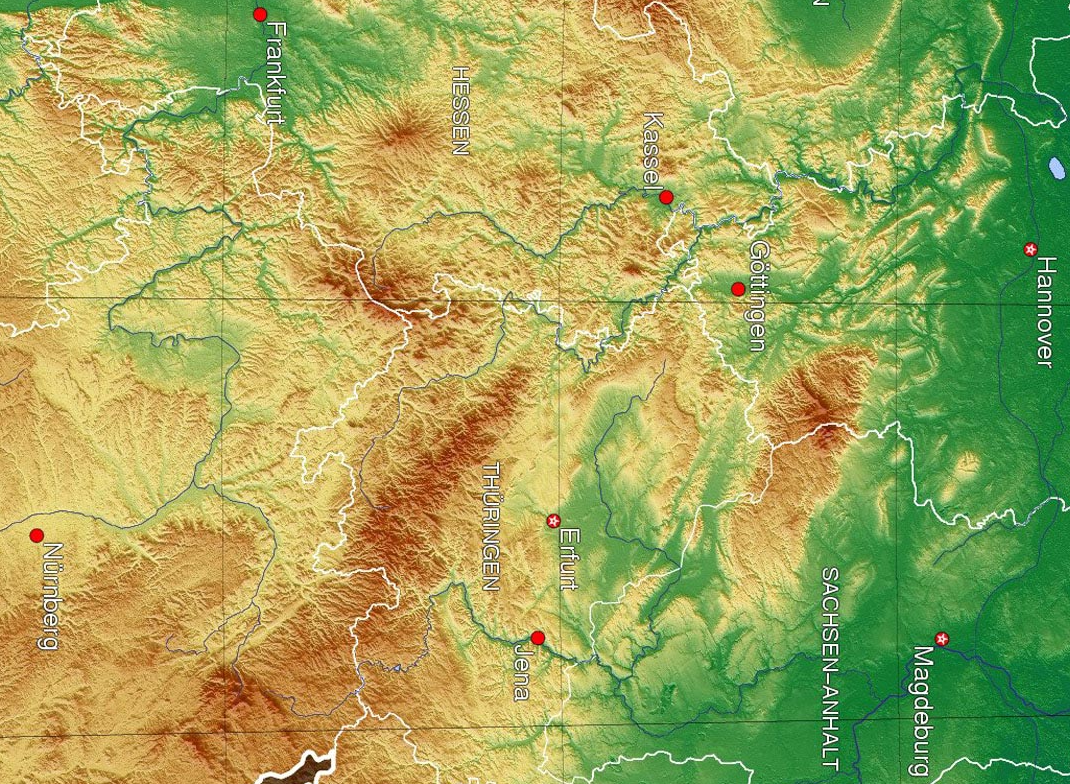 N
Hannover
Göttingen
Magdeburg
SACHSEN-ANHALT
Kassel
Erfurt
Jena
THÜRINGEN
HESSEN
Frankfurt
Nürnberg